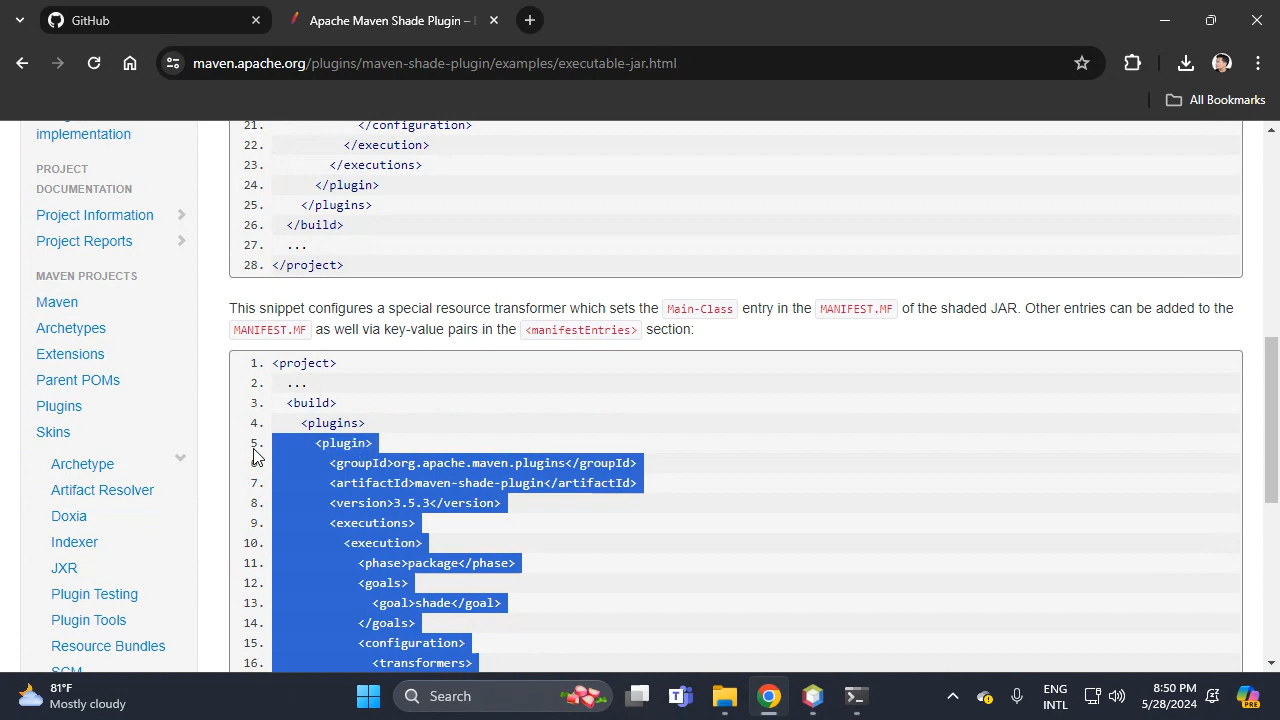 GitHub
Apache Maven Shade Plugin –
maven.apache.org/plugins/maven-shade-plugin/examples/executable-jar.html
All Bookmarks
implementation
PROJECT
DOCUMENTATION
Project Information
Project Reports
MAVEN PROJECTS
Maven
Archetypes
Extensions
Parent POMs
Plugins
Skins
Archetype
Artifact Resolver
Doxia
Indexer
JXR
Plugin Testing
Plugin Tools
Resource Bundles
SCM
21. </configuration>
22. </execution>
23. </executions>
24. </plugin>
25. </plugins>
26. </build>
27. ...
28. </project>
This snippet configures a special resource transformer which sets the Main-Class entry in the MANIFEST.MF of the shaded JAR. Other entries can be added to the
MANIFEST.MF as well via key-value pairs in the <manifestEntries> section:
1. <project>
2. ...
3. <build>
4. <plugins>
5. <plugin>
6. <groupId>org.apache.maven.plugins</groupId>
7. <artifactId>maven-shade-plugin</artifactId>
8. <version>3.5.3</version>
9. <executions>
10. <execution>
11. <phase>package</phase>
12. <goals>
13. <goal>shade</goal>
14. </goals>
15. <configuration>
16. <transformers>
81°F
Mostly cloudy
Search
ENG
INTL
8:50 PM
5/28/2024
PRE